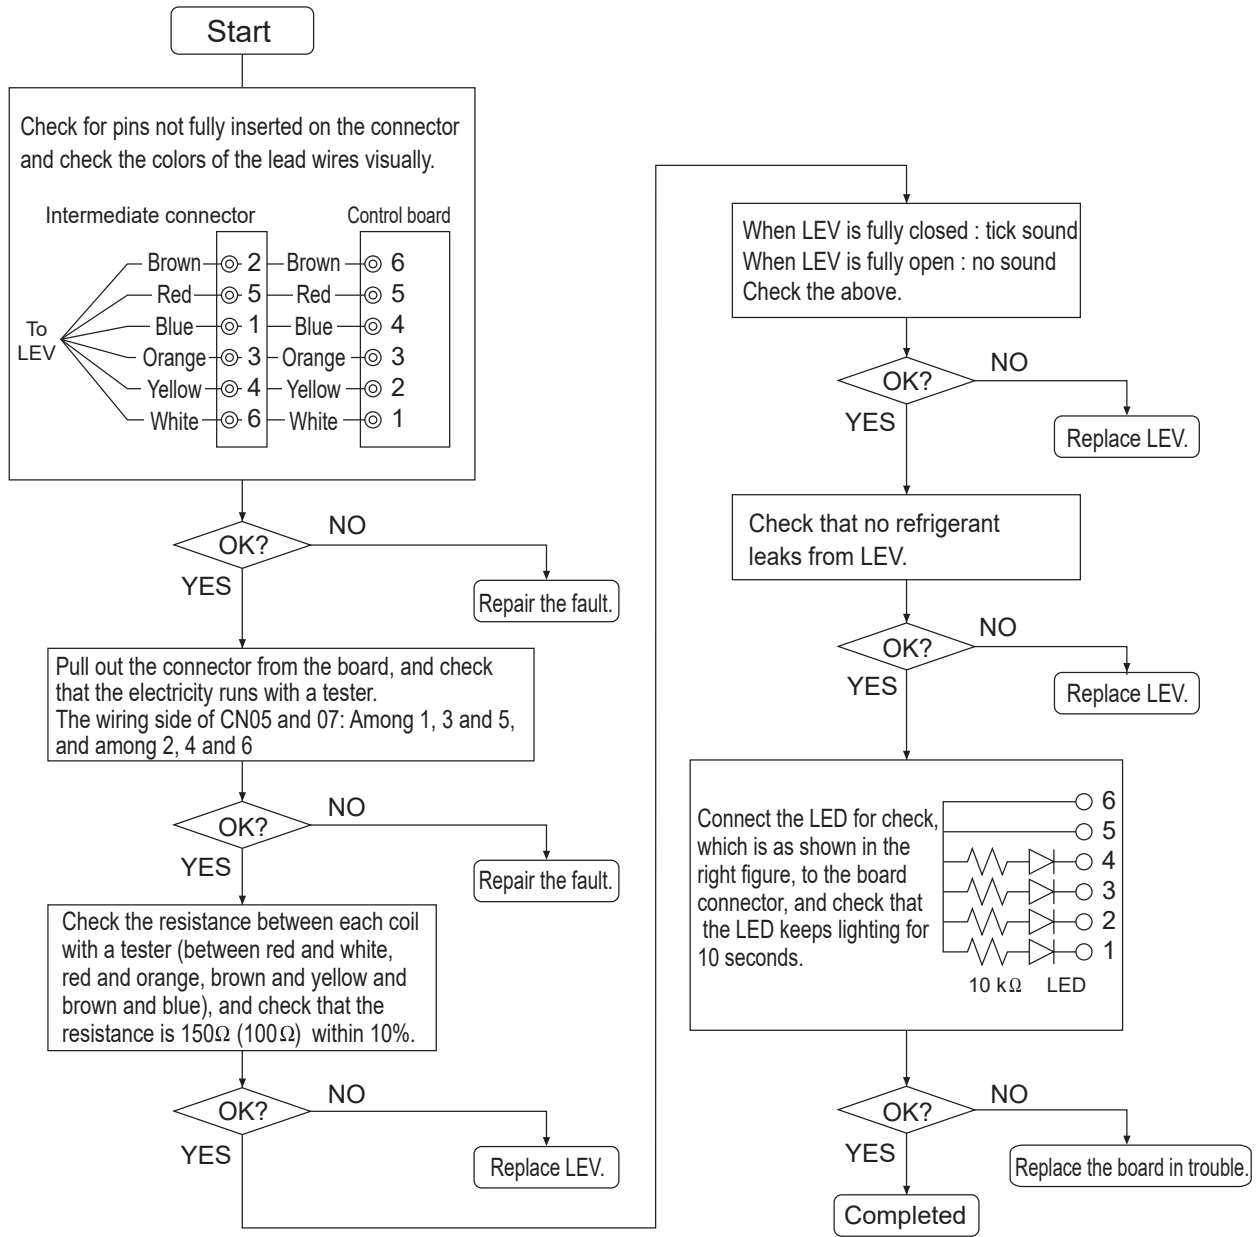 Start
Check for pins not fully inserted on the connector
and check the colors of the lead wires visually.
Intermediate connector Control board
Brown 2 Brown 6
Red 5 Red 5
Blue 1 Blue 4
To
LEV
Orange 3 Orange 3
Yellow 4 Yellow 2
White 6 White 1
OK?
NO
YES
Repair the fault.
Pull out the connector from the board, and check
that the electricity runs with a tester.
The wiring side of CN05 and 07: Among 1, 3 and 5,
and among 2, 4 and 6
OK?
NO
YES
Repair the fault.
Check the resistance between each coil
with a tester (between red and white,
red and orange, brown and yellow and
brown and blue), and check that the
resistance is 150Ω (100Ω) within 10%.
OK?
NO
YES
Replace LEV.
When LEV is fully closed : tick sound
When LEV is fully open : no sound
Check the above.
OK?
NO
YES
Replace LEV.
Check that no refrigerant
leaks from LEV.
OK?
NO
YES
Replace LEV.
Connect the LED for check,
which is as shown in the
right figure, to the board
connector, and check that
the LED keeps lighting for
10 seconds.
6
5
4
3
2
1
10 kΩ LED
OK?
NO
YES
Replace the board in trouble.
Completed